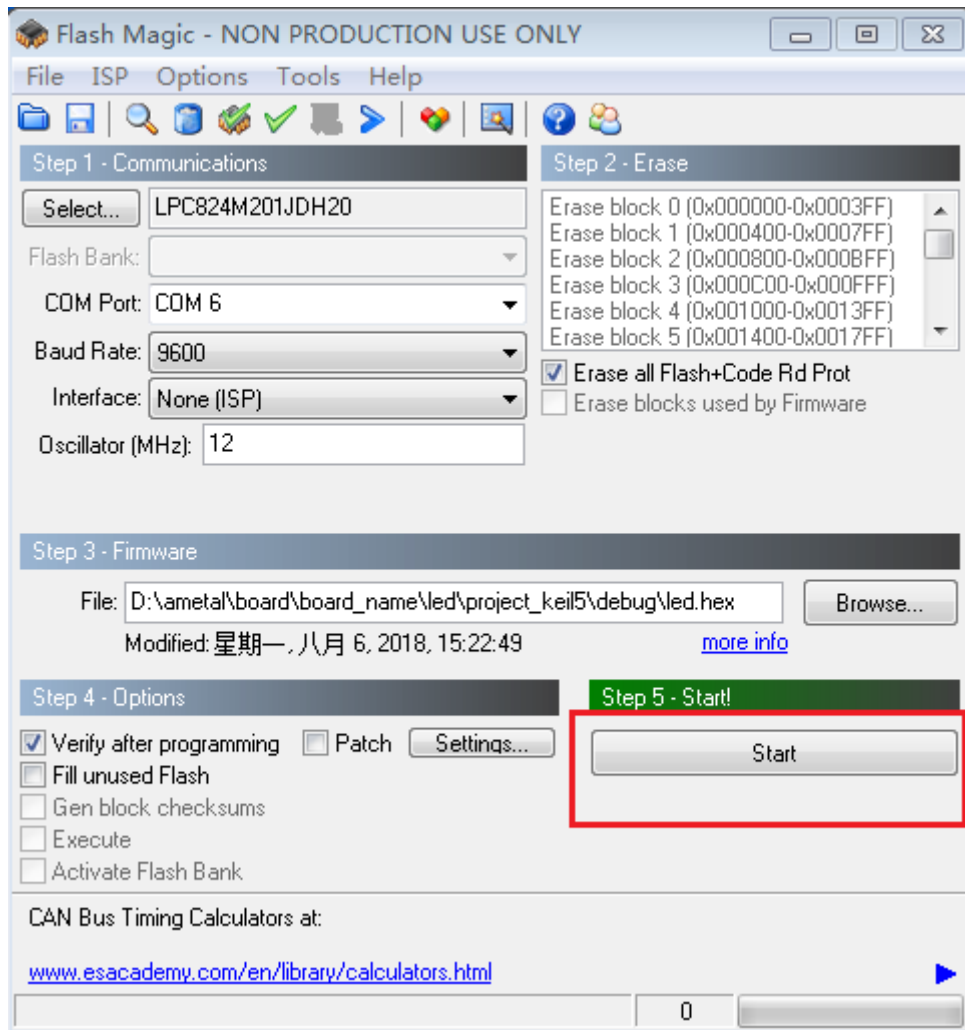 Flash Magic - NON PRODUCTION USE ONLY
File ISP Options Tools Help
Step 1 - Communications
Select... LPC824M201JDH20
Flash Bank:
COM Port: COM 6
Baud Rate: 9600
Interface: None (ISP)
Oscillator (MHz): 12
Step 2 - Erase
Erase block 0 (0x000000-0x0003FF)
Erase block 1 (0x000400-0x0007FF)
Erase block 2 (0x000800-0x000BFF)
Erase block 3 (0x000C00-0x000FFF)
Erase block 4 (0x001000-0x0013FF)
Erase block 5 (0x001400-0x0017FF)
Erase all Flash+Code Rd Prot
Erase blocks used by Firmware
Step 3 - Firmware
File: D:\ametal\board\board_name\led\project_keil5\debug\led.hex Browse...
Modified: 星期一, 八月 6, 2018, 15:22:49 more info
Step 4 - Options
Verify after programming Patch Settings...
Fill unused Flash
Gen block checksums
Execute
Activate Flash Bank
Step 5 - Start!
Start
CAN Bus Timing Calculators at:
www.esacademy.com/en/library/calculators.html
0